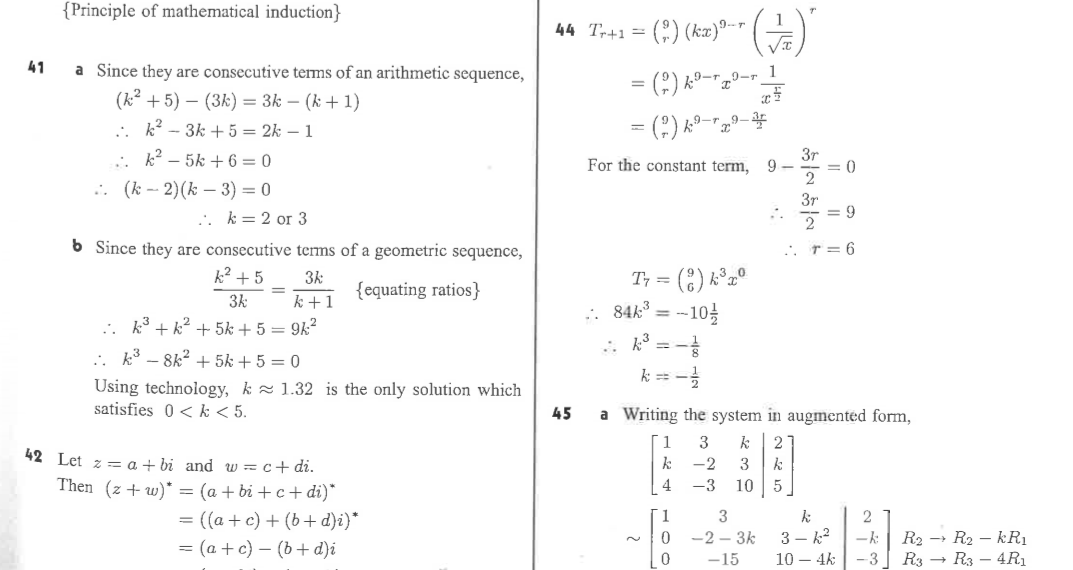 {Principle of mathematical induction}
41 a Since they are consecutive terms of an arithmetic sequence,
(k² + 5) − (3k) = 3k − (k + 1)
∴ k² − 3k + 5 = 2k − 1
∴ k² − 5k + 6 = 0
∴ (k − 2)(k − 3) = 0
∴ k = 2 or 3
b Since they are consecutive terms of a geometric sequence,
(k² + 5)/(3k) = (3k)/(k + 1) {equating ratios}
∴ k³ + k² + 5k + 5 = 9k²
∴ k³ − 8k² + 5k + 5 = 0
Using technology, k ≈ 1.32 is the only solution which
satisfies 0 < k < 5.
42 Let z = a + bi and w = c + di.
Then (z + w)* = (a + bi + c + di)*
= ((a + c) + (b + d)i)*
= (a + c) − (b + d)i
44 Tᵣ₊₁ = (9 r) (kx)^(9−r) (1/√x)^r
= (9 r) k^(9−r) x^(9−r) 1/x^(r/2)
= (9 r) k^(9−r) x^(9−3r/2)
For the constant term, 9 − 3r/2 = 0
∴ 3r/2 = 9
∴ r = 6
T₇ = (9 6) k³x⁰
∴ 84k³ = −10½
∴ k³ = −1/8
k = −½
45 a Writing the system in augmented form,
[1 3 k | 2]
[k −2 3 | k]
[4 −3 10 | 5]
~ [1 3 k | 2]
[0 −2 − 3k 3 − k² | −k] R₂ → R₂ − kR₁
[0 −15 10 − 4k | −3] R₃ → R₃ − 4R₁